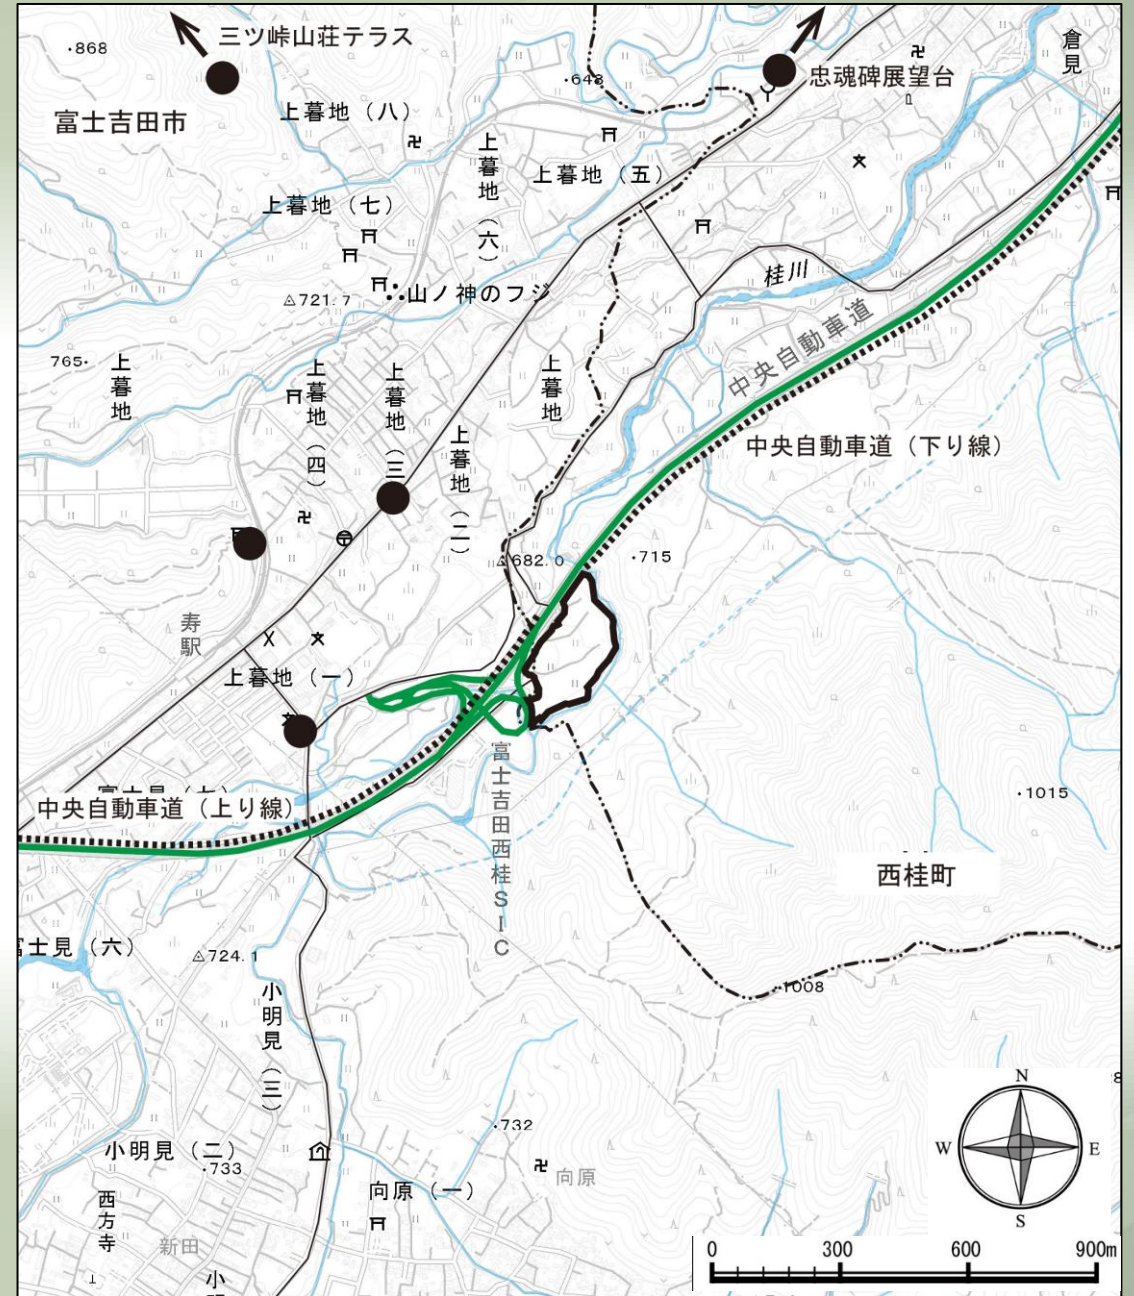 ・868
三ツ峠山荘テラス
倉見
・648
忠魂碑展望台
富士吉田市
上暮地（八）
上暮地（六）
上暮地（五）
上暮地（七）
桂川
山ノ神のフジ
△721.7
中央自動車道
765・
上暮地
上暮地（四）
上暮地（三）
上暮地（二）
上暮地
中央自動車道（下り線）
△682.0
・715
寿駅
上暮地（一）
富士吉田西桂SIC
中央自動車道（上り線）
・1015
西桂町
富士見（六）
△724.1
・1008
小明見（三）
・732
小明見（二）
・733
向原（一）
向原
西方寺
新田
N
W
E
S
0 300 600 900m